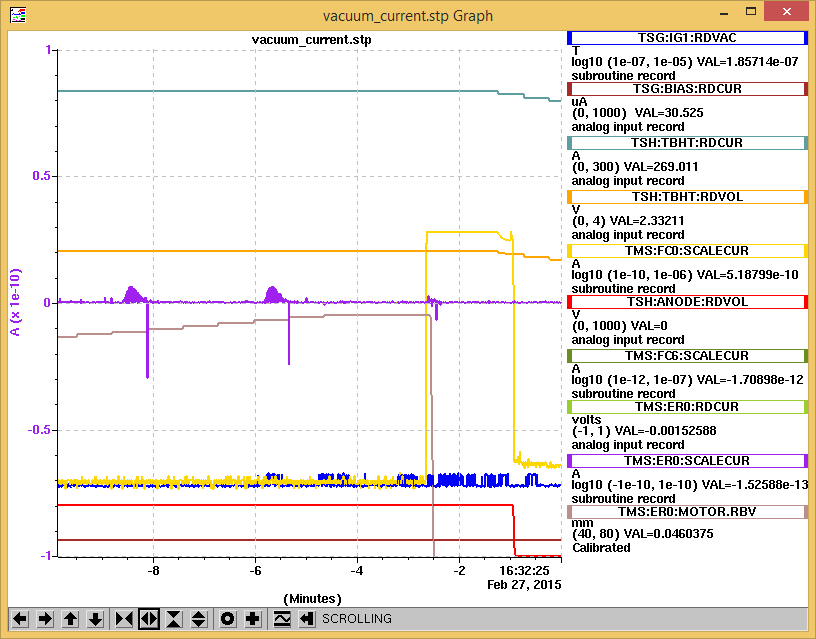 vacuum_current.stp Graph
vacuum_current.stp
1
0.5
0
-0.5
-1
A (x 1e-10)
-8
-6
-4
-2
16:32:25
Feb 27, 2015
(Minutes)
TSG:IG1:RDVAC
T
log10 (1e-07, 1e-05) VAL=1.85714e-07
subroutine record
TSG:BIAS:RDCUR
uA
(0, 1000) VAL=30.525
analog input record
TSH:TBHT:RDCUR
A
(0, 300) VAL=269.011
analog input record
TSH:TBHT:RDVOL
V
(0, 4) VAL=2.33211
analog input record
TMS:FC0:SCALECUR
A
log10 (1e-10, 1e-06) VAL=5.18799e-10
subroutine record
TSH:ANODE:RDVOL
V
(0, 1000) VAL=0
analog input record
TMS:FC6:SCALECUR
A
log10 (1e-12, 1e-07) VAL=-1.70898e-12
subroutine record
TMS:ER0:RDCUR
volts
(-1, 1) VAL=-0.00152588
analog input record
TMS:ER0:SCALECUR
A
log10 (-1e-10, 1e-10) VAL=-1.52588e-13
subroutine record
TMS:ER0:MOTOR.RBV
mm
(40, 80) VAL=0.0460375
Calibrated
SCROLLING